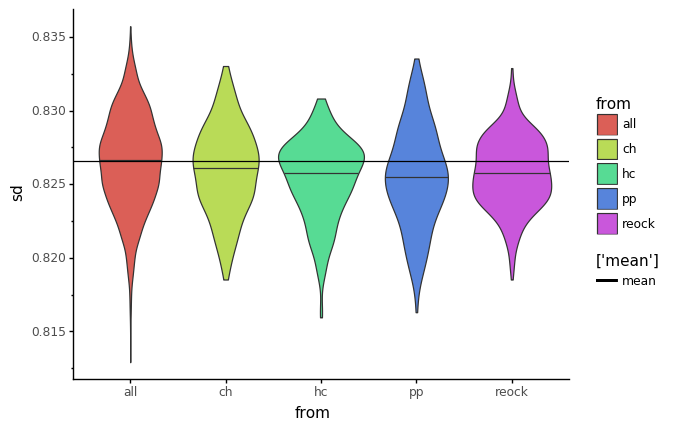 0.835
0.830
0.825
0.820
0.815
sd
all
ch
hc
pp
reock
from
from
all
ch
hc
pp
reock
['mean']
mean